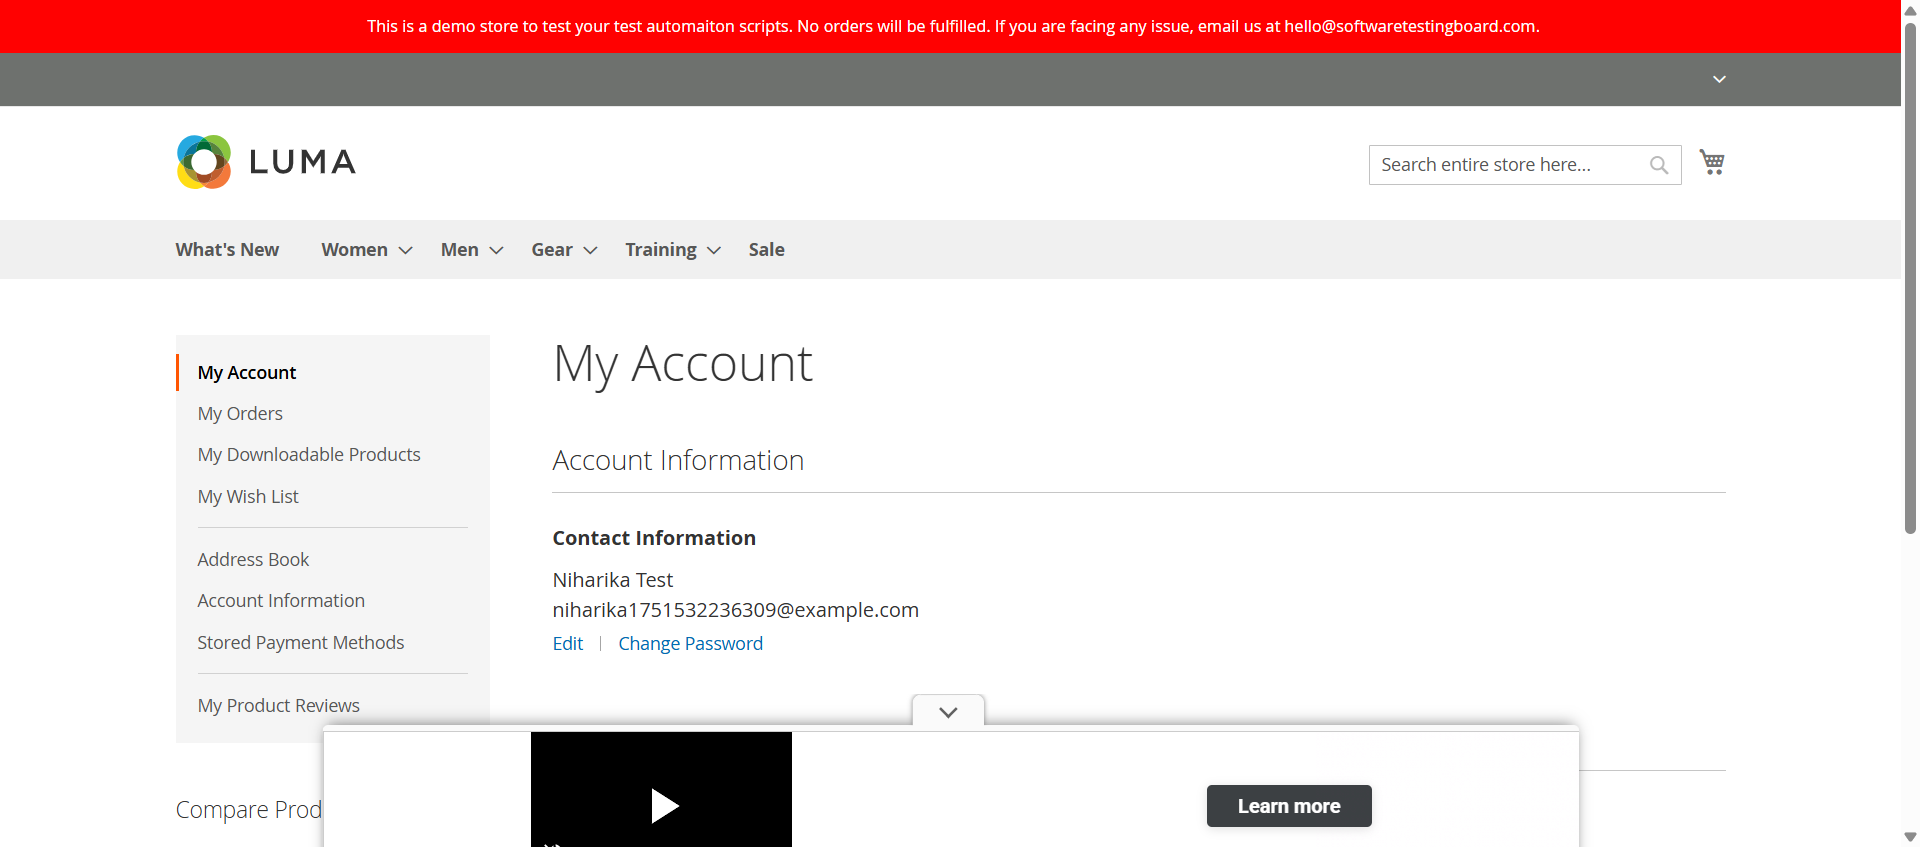 This is a demo store to test your test automaiton scripts. No orders will be fulfilled. If you are facing any issue, email us at hello@softwaretestingboard.com.
LUMA
Search entire store here...
What's New
Women
Men
Gear
Training
Sale
My Account
My Orders
My Downloadable Products
My Wish List
Address Book
Account Information
Stored Payment Methods
My Product Reviews
Compare Prod
My Account
Account Information
Contact Information
Niharika Test
niharika1751532236309@example.com
Edit | Change Password
Learn more